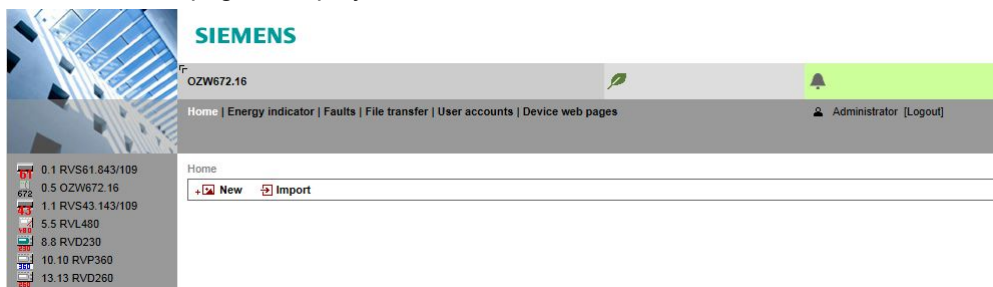 SIEMENS
OZW672.16
Home | Energy indicator | Faults | File transfer | User accounts | Device web pages
Administrator [Logout]
0.1 RVS61.843/109
0.5 OZW672.16
1.1 RVS43.143/109
5.5 RVL480
8.8 RVD230
10.10 RVP360
13.13 RVD260
Home
New Import